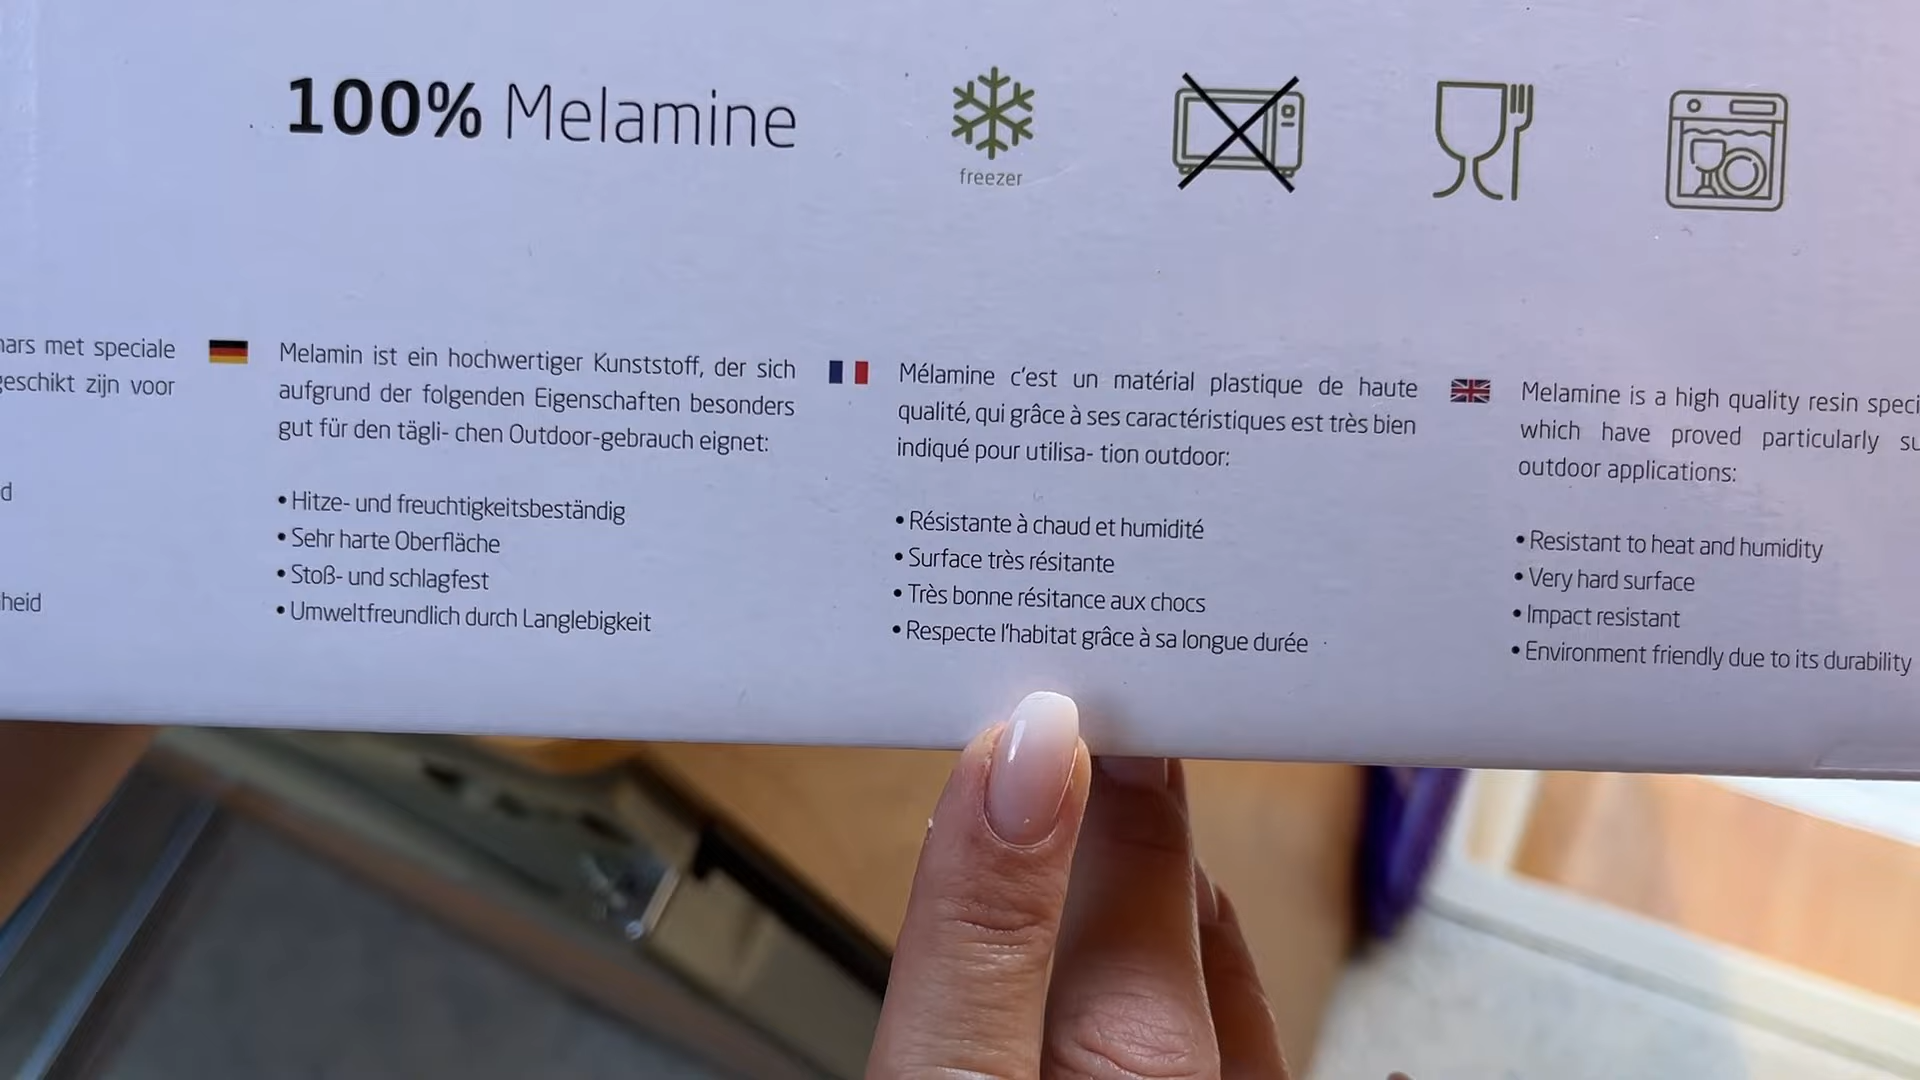 100% Melamine
freezer
met speciale
geschikt zijn voor
Melamin ist ein hochwertiger Kunststoff, der sich
aufgrund der folgenden Eigenschaften besonders
gut für den tägli- chen Outdoor-gebrauch eignet:
• Hitze- und freuchtigkeitsbeständig
• Sehr harte Oberfläche
• Stoß- und schlagfest
• Umweltfreundlich durch Langlebigkeit
Mélamine c'est un matérial plastique de haute
qualité, qui grâce à ses caractéristiques est très bien
indiqué pour utilisa- tion outdoor:
• Résistante à chaud et humidité
• Surface très résitante
• Très bonne résitance aux chocs
• Respecte l'habitat grâce à sa longue durée
Melamine is a high quality resin
which have proved particularly
outdoor applications:
• Resistant to heat and humidity
• Very hard surface
• Impact resistant
• Environment friendly due to its durability